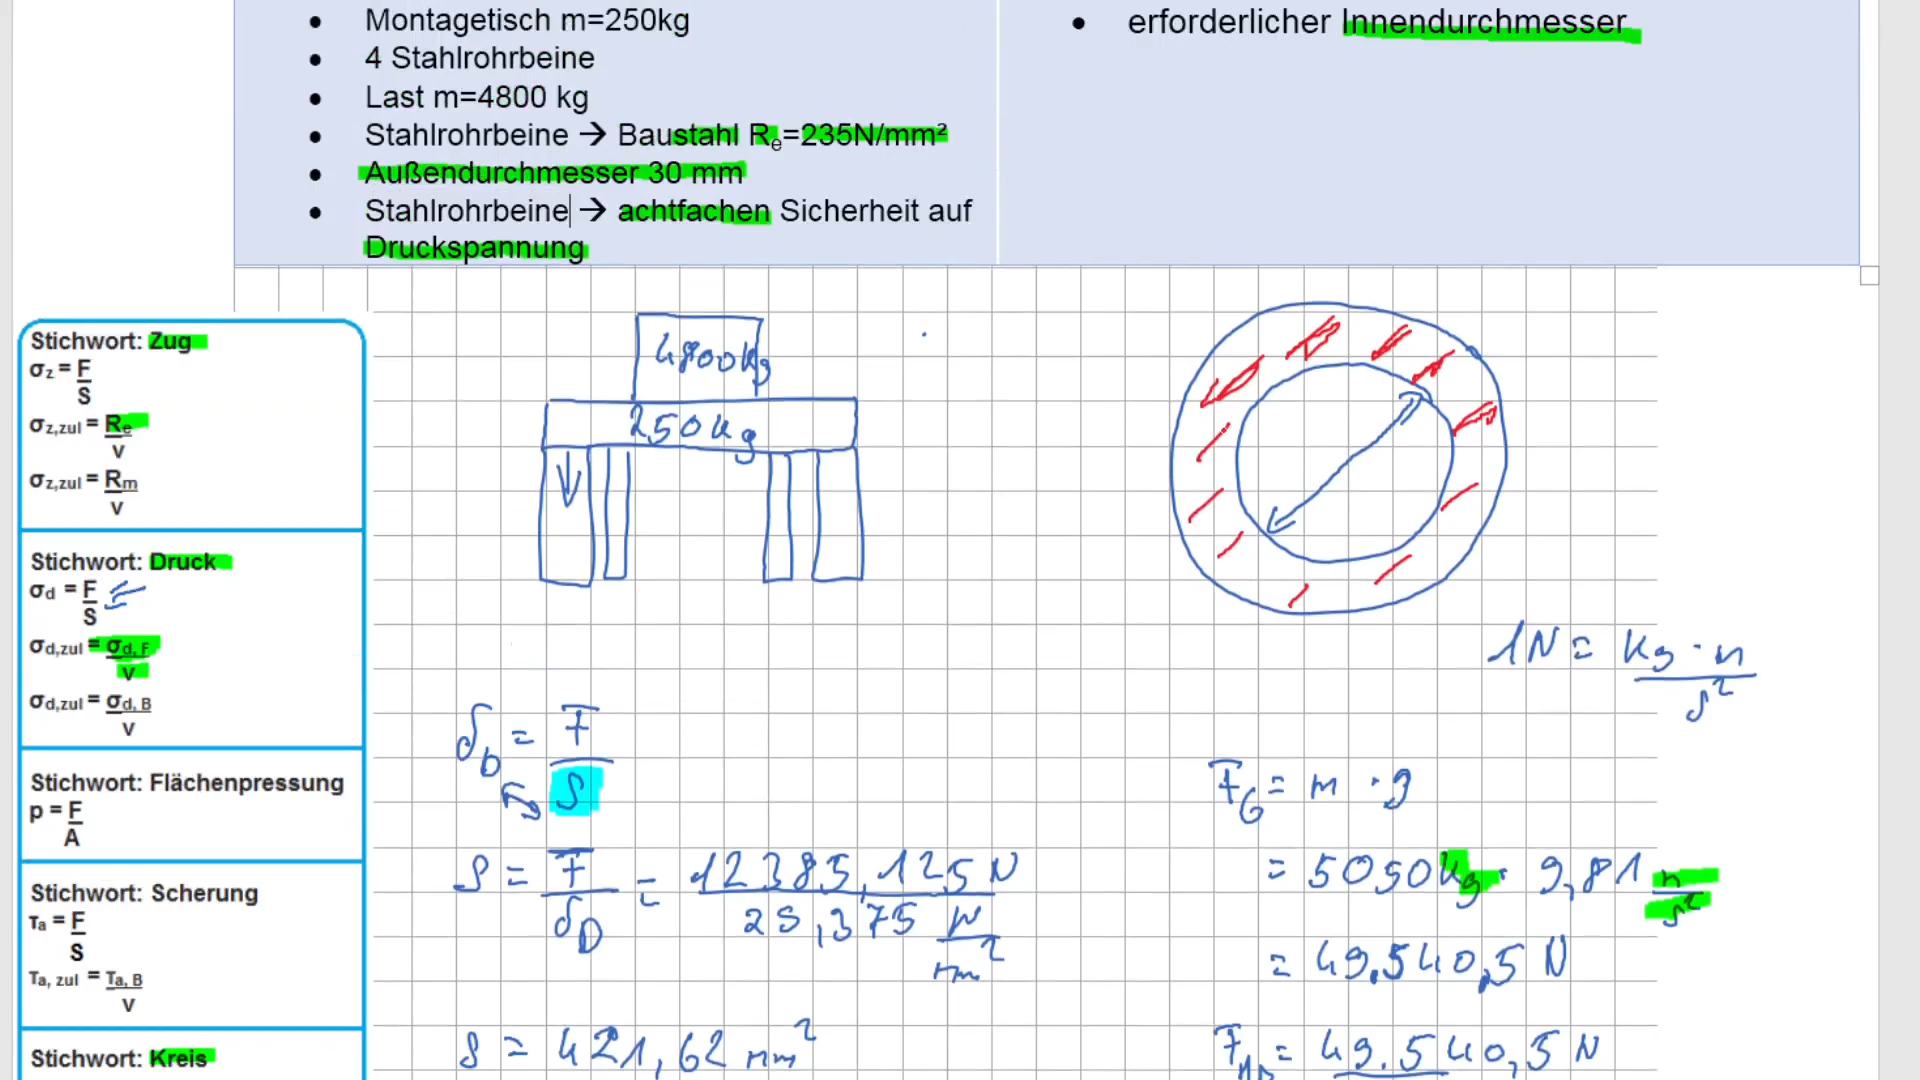 Montagetisch m=250kg
4 Stahlrohrbeine
Last m=4800 kg
Stahlrohrbeine → Baustahl Re=235N/mm²
Außendurchmesser 30 mm
Stahlrohrbeine → achtfachen Sicherheit auf
Druckspannung
erforderlicher Innendurchmesser
Stichwort: Zug
σz = F
S
σz,zul = Re
v
σz,zul = Rm
v
Stichwort: Druck
σd = F
S
σd,zul = σd, F
v
σd,zul = σd, B
v
Stichwort: Flächenpressung
p = F
A
Stichwort: Scherung
τa = F
S
τa, zul = τa, B
v
Stichwort: Kreis
4800kg
250kg
σD = F
S
S = F = 12385,125 N
σD 29,375 N
mm²
S = 421,62 mm²
1N = kg · m
s²
FG = m · g
= 5050kg · 9,81 m
s²
= 49.540,5 N
= 49.540,5 N